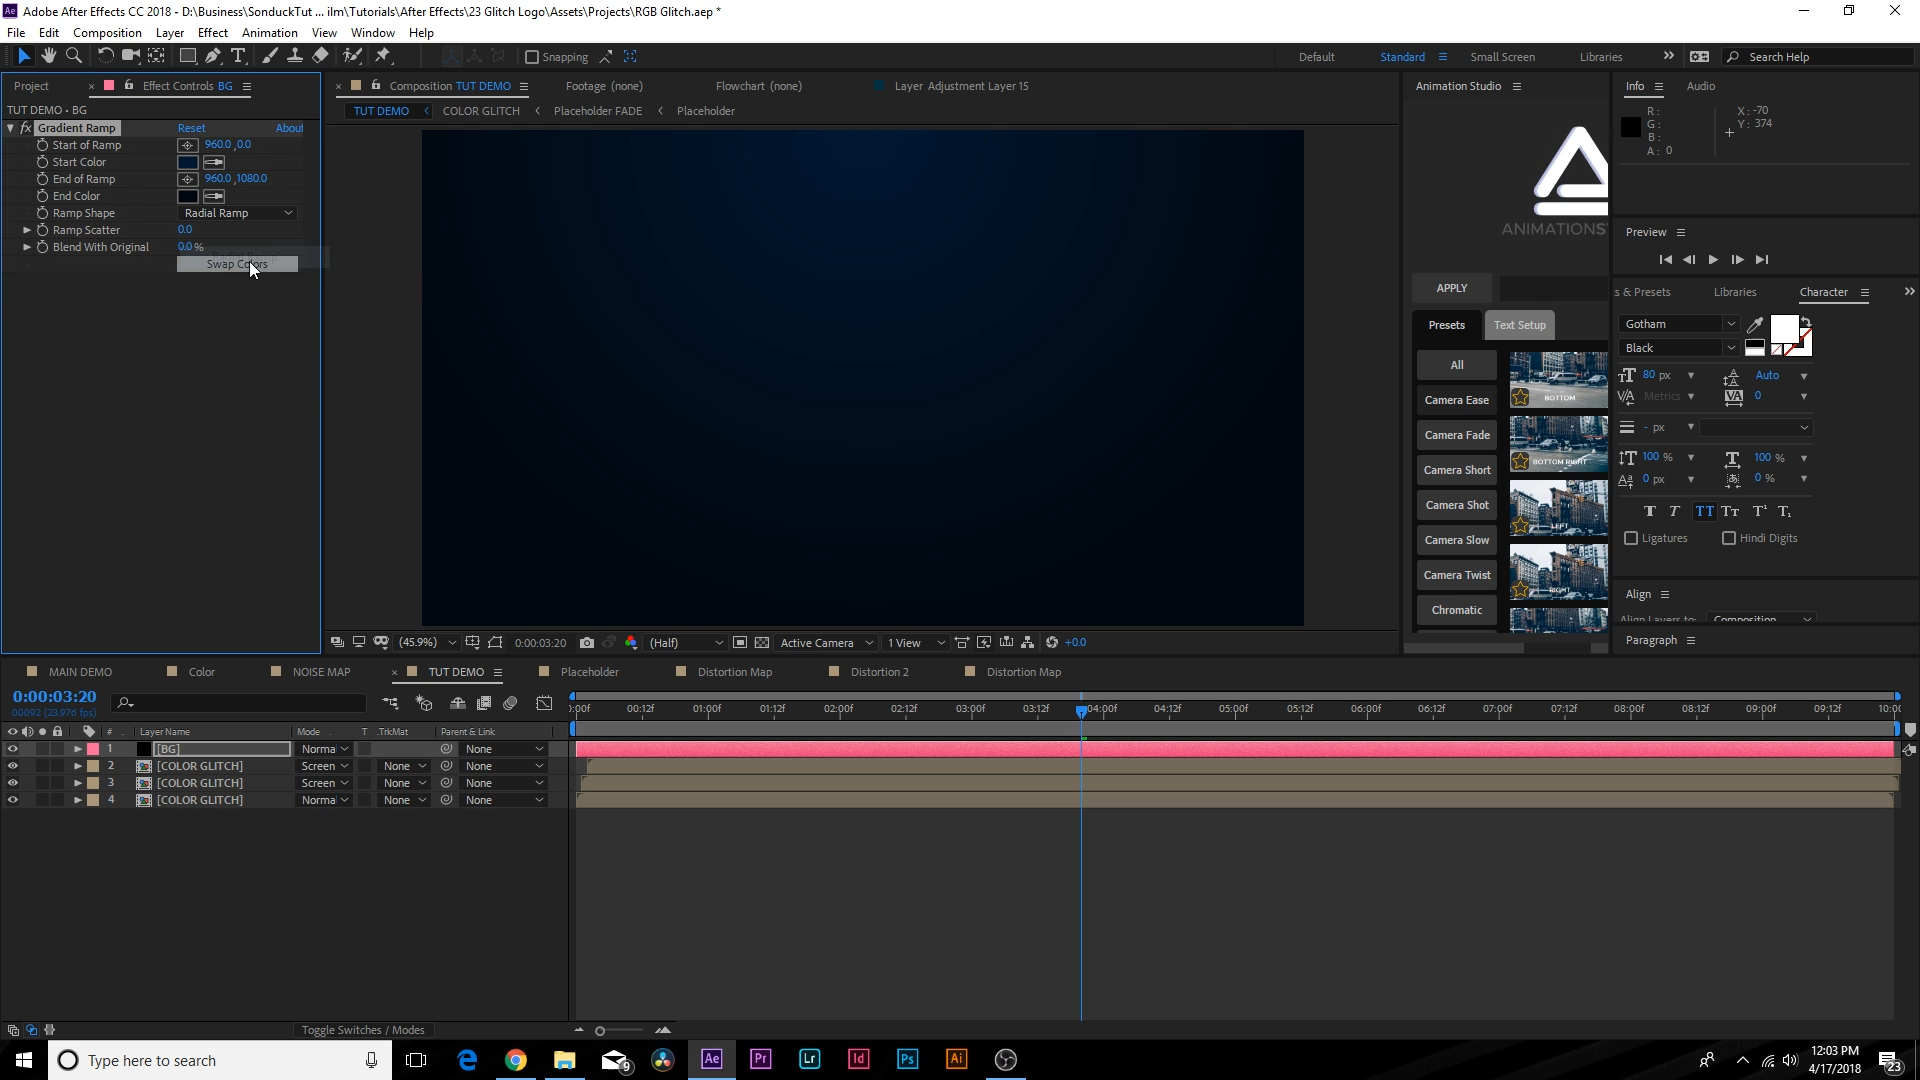 Ae Adobe After Effects CC 2018 - D:\Business\SonduckTut ... ilm\Tutorials\After Effects\23 Glitch Logo\Assets\Projects\RGB Glitch.aep *
File Edit Composition Layer Effect Animation View Window Help
Snapping Default Standard Small Screen Libraries Search Help
Project Effect Controls BG
TUT DEMO • BG
fx Gradient Ramp Reset About
Start of Ramp 960.0 ,0.0
Start Color
End of Ramp 960.0 ,1080.0
End Color
Ramp Shape Radial Ramp
Ramp Scatter 0.0
Blend With Original 0.0 %
Swap Colors
Composition TUT DEMO Footage (none) Flowchart (none) Layer Adjustment Layer 15
TUT DEMO < COLOR GLITCH < Placeholder FADE < Placeholder
(45.9%) 0:00:03:20 (Half) Active Camera 1 View +0.0
Animation Studio
ANIMATIONS
APPLY
Presets Text Setup
All
Camera Ease
Camera Fade
Camera Short
Camera Shot
Camera Slow
Camera Twist
Chromatic
BOTTOM
BOTTOM RIGHT
LEFT
RIGHT
Info Audio
R: X: -70
G: Y: 374
B:
A: 0
Preview
s & Presets Libraries Character
Gotham
Black
80 px Auto
Metrics 0
- px
100 % 100 %
0 px 0 %
T T TT Tт T¹ T₁
Ligatures Hindi Digits
Align
Align Layers to: Composition
Paragraph
MAIN DEMO Color NOISE MAP TUT DEMO Placeholder Distortion Map Distortion 2 Distortion Map
0:00:03:20
00092 (23.976 fps)
):00f 00:12f 01:00f 01:12f 02:00f 02:12f 03:00f 03:12f 04:00f 04:12f 05:00f 05:12f 06:00f 06:12f 07:00f 07:12f 08:00f 08:12f 09:00f 09:12f 10:00
# Layer Name Mode T .TrkMat Parent & Link
1 [BG] Norma None
2 [COLOR GLITCH] Screen None None
3 [COLOR GLITCH] Screen None None
4 [COLOR GLITCH] Norma None None
Toggle Switches / Modes
Type here to search 9 Ae Pr Lr Id Ps Ai
12:03 PM
4/17/2018
23